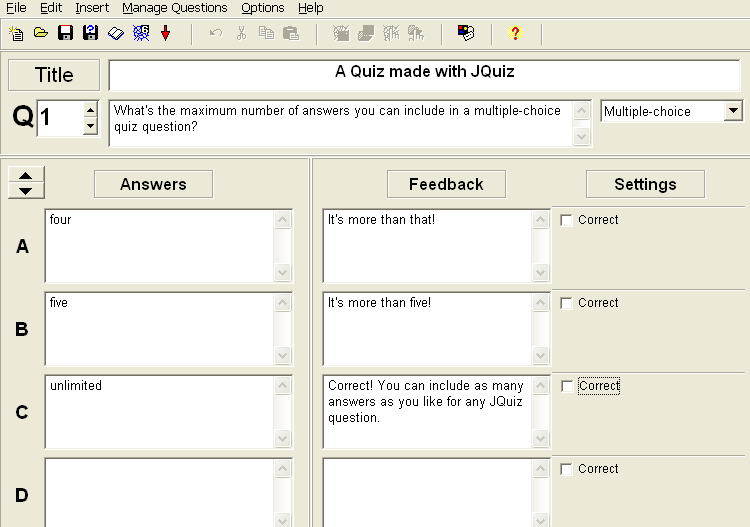 File Edit Insert Manage Questions Options Help
Title
A Quiz made with JQuiz
Q 1
What's the maximum number of answers you can include in a multiple-choice
quiz question?
Multiple-choice
Answers Feedback Settings
A
four
It's more than that!
Correct
B
five
It's more than five!
Correct
C
unlimited
Correct! You can include as many
answers as you like for any JQuiz
question.
Correct
D
Correct